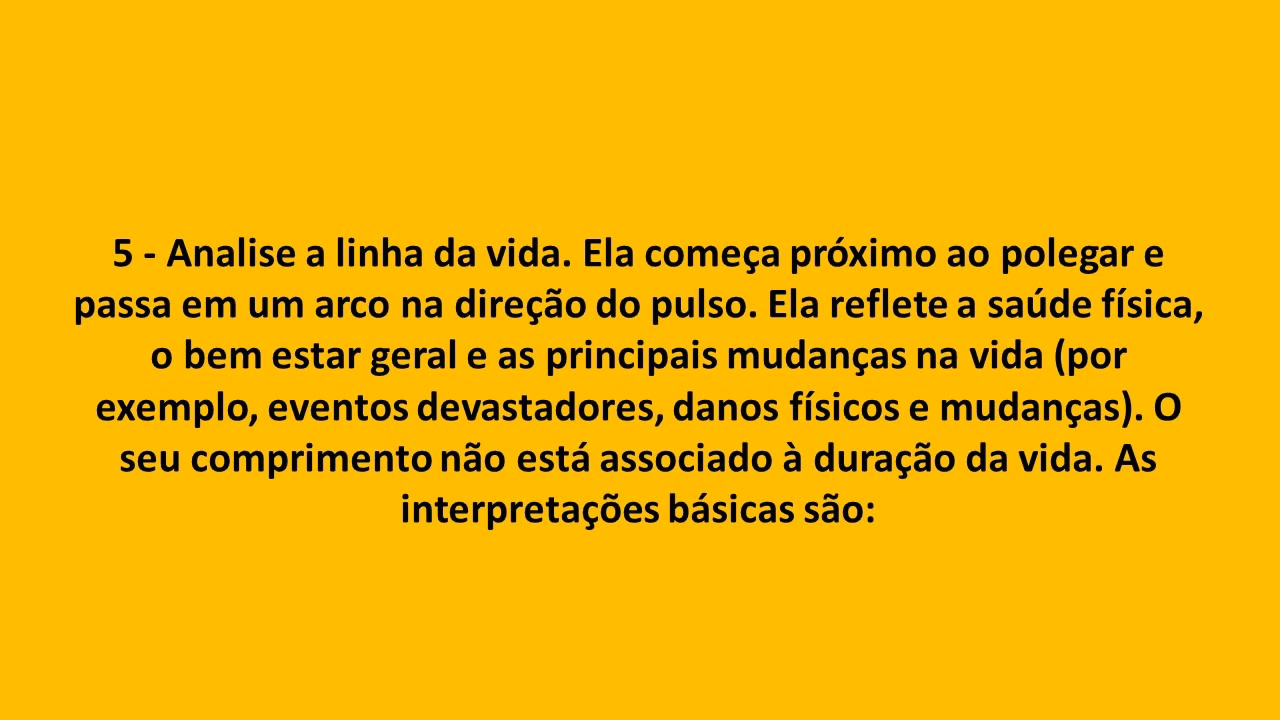 5 - Analise a linha da vida. Ela começa próximo ao polegar e
passa em um arco na direção do pulso. Ela reflete a saúde física,
o bem estar geral e as principais mudanças na vida (por
exemplo, eventos devastadores, danos físicos e mudanças). O
seu comprimento não está associado à duração da vida. As
interpretações básicas são: